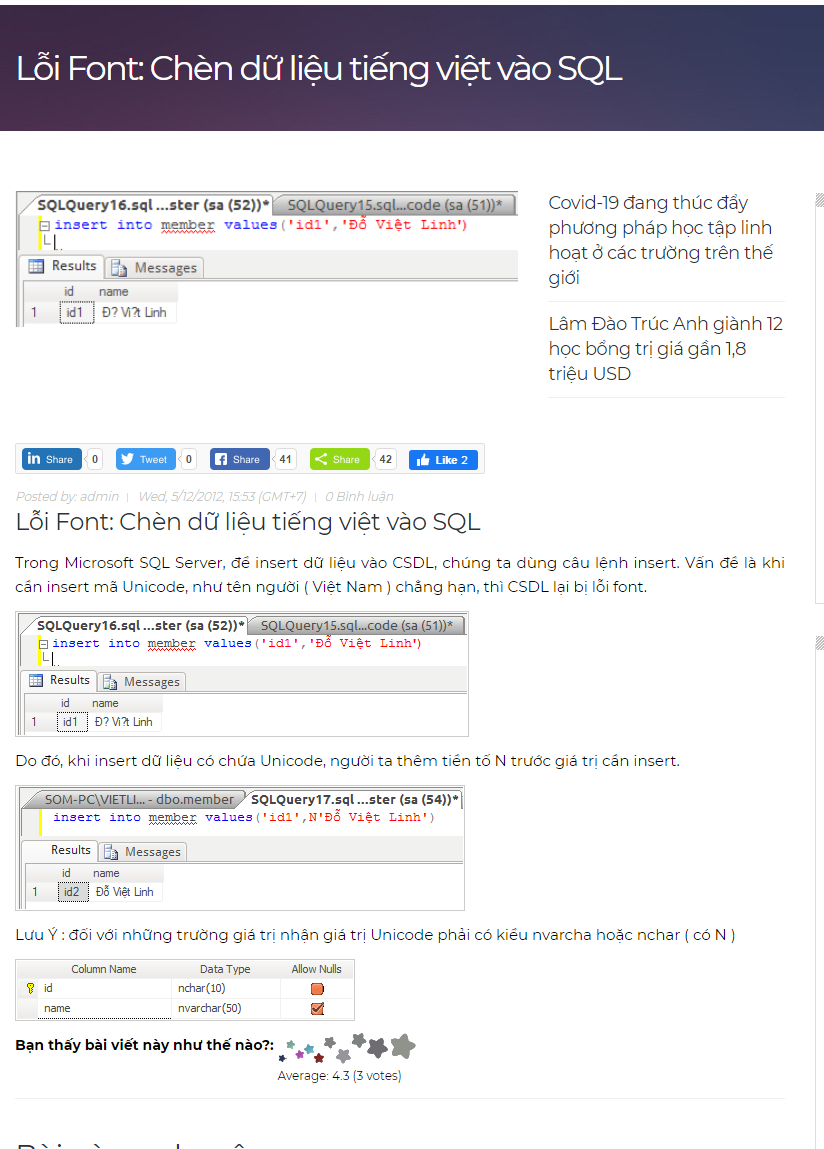 Lỗi Font: Chèn dữ liệu tiếng việt vào SQL
SQLQuery16.sql ...ster (sa (52))* SQLQuery15.sql...code (sa (51))*
insert into member values('id1','Đỗ Việt Linh')
Results Messages
id name
1 id1 Đ? Vi?t Linh
Covid-19 đang thúc đẩy
phương pháp học tập linh
hoạt ở các trường trên thế
giới
Lâm Đào Trúc Anh giành 12
học bổng trị giá gần 1,8
triệu USD
in Share 0 Tweet 0 Share 41 Share 42 Like 2
Posted by: admin | Wed, 5/12/2012, 15:53 (GMT+7) | 0 Bình luận
Lỗi Font: Chèn dữ liệu tiếng việt vào SQL
Trong Microsoft SQL Server, để insert dữ liệu vào CSDL, chúng ta dùng câu lệnh insert. Vấn đề là khi
cần insert mã Unicode, như tên người ( Việt Nam ) chẳng hạn, thì CSDL lại bị lỗi font.
SQLQuery16.sql ...ster (sa (52))* SQLQuery15.sql...code (sa (51))*
insert into member values('id1','Đỗ Việt Linh')
Results Messages
id name
1 id1 Đ? Vi?t Linh
Do đó, khi insert dữ liệu có chứa Unicode, người ta thêm tiền tố N trước giá trị cần insert.
SOM-PC\VIETLI... - dbo.member SQLQuery17.sql ...ster (sa (54))*
insert into member values('id1',N'Đỗ Việt Linh')
Results Messages
id name
1 id2 Đỗ Việt Linh
Lưu Ý : đối với những trường giá trị nhận giá trị Unicode phải có kiểu nvarcha hoặc nchar ( có N )
Column Name Data Type Allow Nulls
id nchar(10)
name nvarchar(50)
Bạn thấy bài viết này như thế nào?:
Average: 4.3 (3 votes)